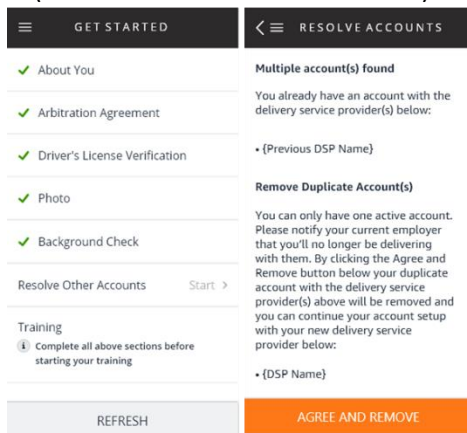 GET STARTED
About You
Arbitration Agreement
Driver's License Verification
Photo
Background Check
Resolve Other Accounts Start >
Training
i Complete all above sections before
starting your training
REFRESH
RESOLVE ACCOUNTS
Multiple account(s) found
You already have an account with the
delivery service provider(s) below:
• {Previous DSP Name}
Remove Duplicate Account(s)
You can only have one active account.
Please notify your current employer
that you'll no longer be delivering
with them. By clicking the Agree and
Remove button below your duplicate
account with the delivery service
provider(s) above will be removed and
you can continue your account setup
with your new delivery service
provider below:
• {DSP Name}
AGREE AND REMOVE